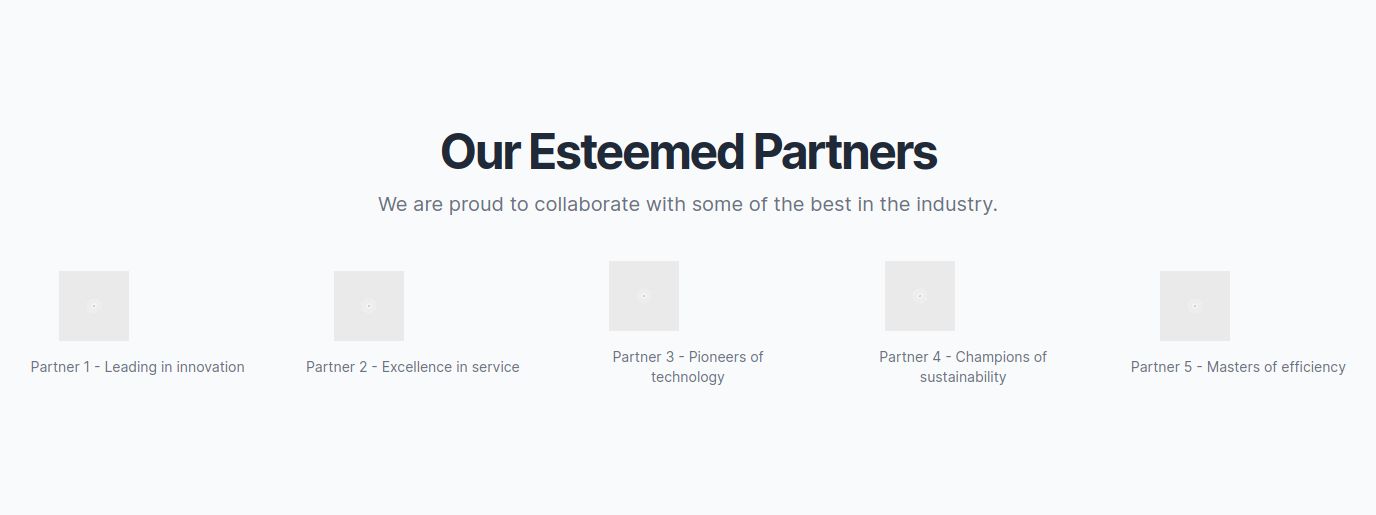 Our Esteemed Partners
We are proud to collaborate with some of the best in the industry.
Partner 1 - Leading in innovation
Partner 2 - Excellence in service
Partner 3 - Pioneers of
technology
Partner 4 - Champions of
sustainability
Partner 5 - Masters of efficiency